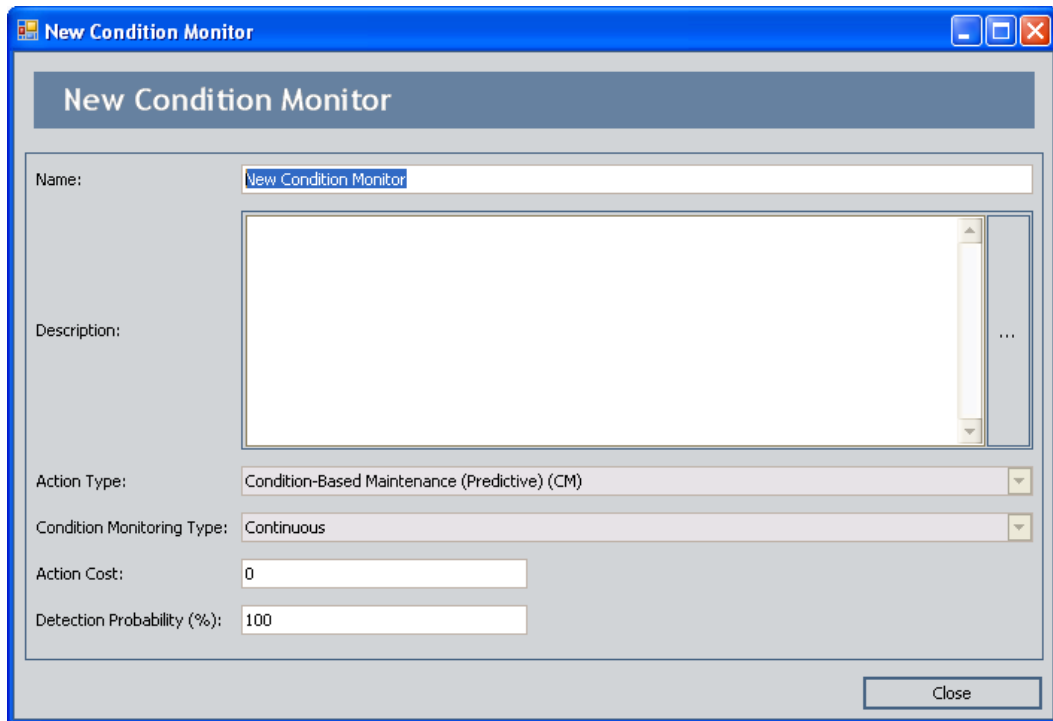 New Condition Monitor
New Condition Monitor
Name: New Condition Monitor
Description: ...
Action Type: Condition-Based Maintenance (Predictive) (CM)
Condition Monitoring Type: Continuous
Action Cost: 0
Detection Probability (%): 100
Close